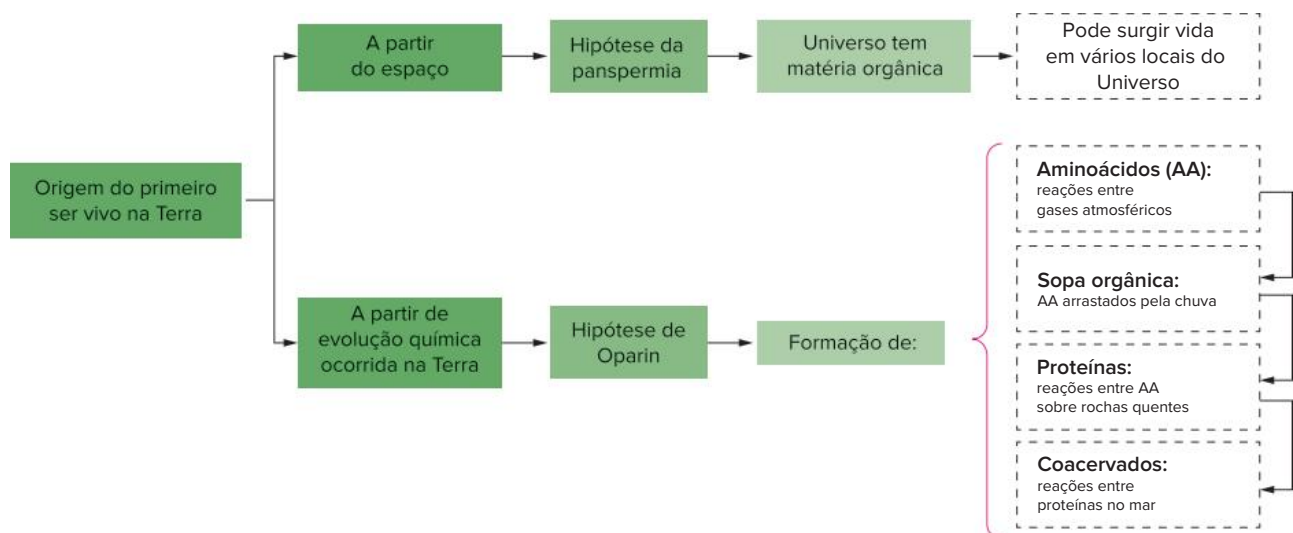 Origem do primeiro
ser vivo na Terra
A partir
do espaço
Hipótese da
panspermia
Universo tem
matéria orgânica
Pode surgir vida
em vários locais do
Universo
A partir de
evolução química
ocorrida na Terra
Hipótese de
Oparin
Formação de:
Aminoácidos (AA):
reações entre
gases atmosféricos
Sopa orgânica:
AA arrastados pela chuva
Proteínas:
reações entre AA
sobre rochas quentes
Coacervados:
reações entre
proteínas no mar